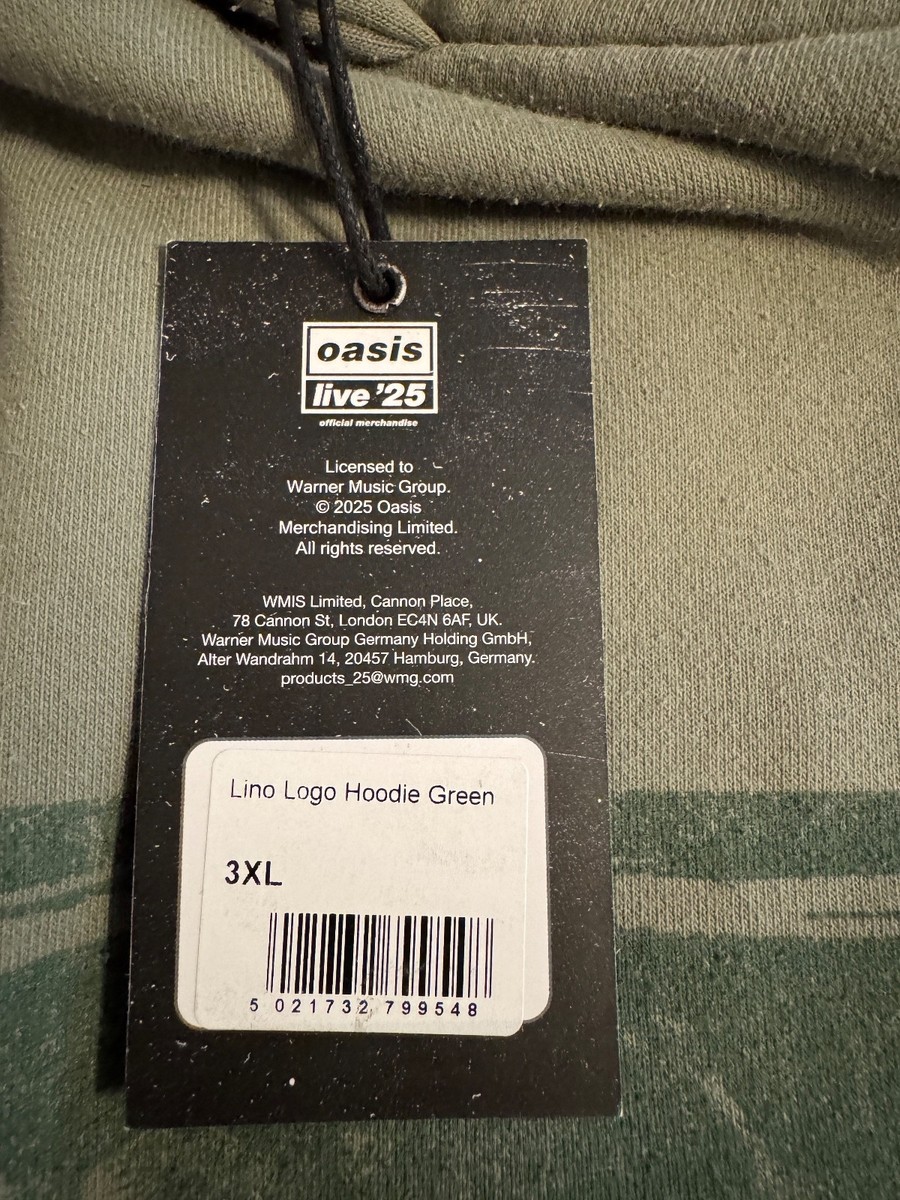 oasis
live '25
official merchandise
Licensed to
Warner Music Group.
© 2025 Oasis
Merchandising Limited.
All rights reserved.
WMIS Limited, Cannon Place,
78 Cannon St, London EC4N 6AF, UK.
Warner Music Group Germany Holding GmbH,
Alter Wandrahm 14, 20457 Hamburg, Germany.
products_25@wmg.com
Lino Logo Hoodie Green
3XL
5 021732 799548